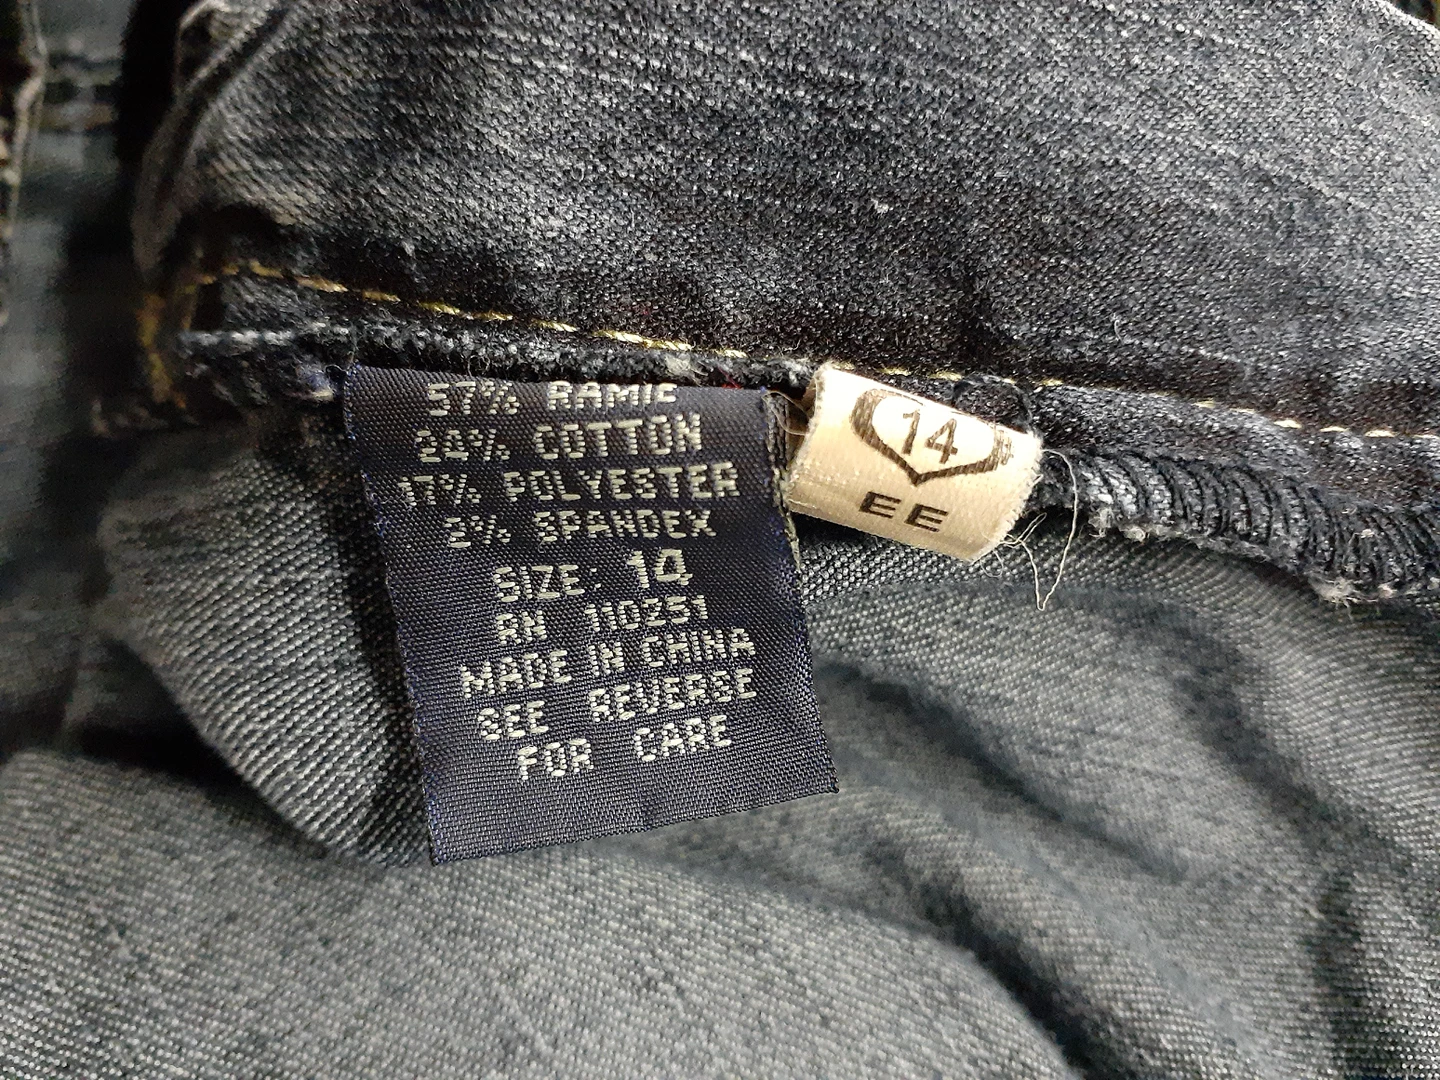 57% RAMIE
24% COTTON
17% POLYESTER
2% SPANDEX
SIZE: 14
RN 110251
MADE IN CHINA
SEE REVERSE
FOR CARE
14
EE